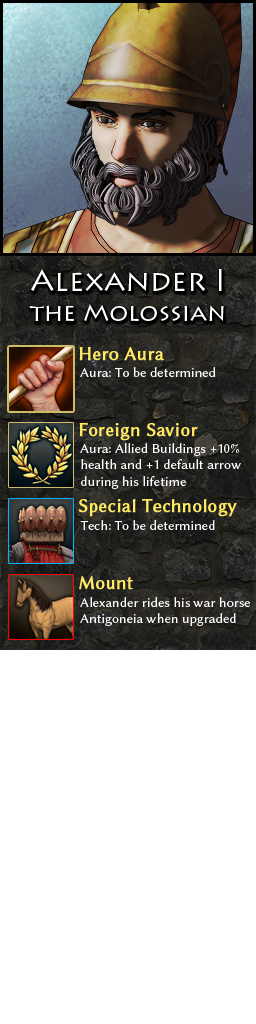 Alexander I
the Molossian
Hero Aura
Aura: To be determined
Foreign Savior
Aura: Allied Buildings +10%
health and +1 default arrow
during his lifetime
Special Technology
Tech: To be determined
Mount
Alexander rides his war horse
Antigoneia when upgraded